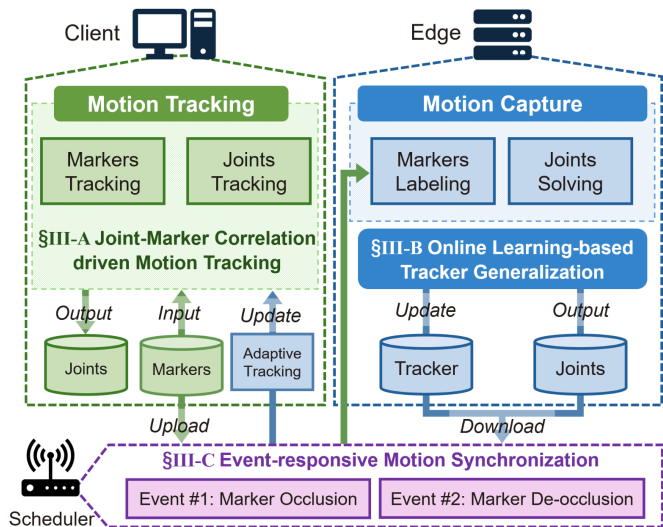 Client
Edge
Motion Tracking
Motion Capture
Markers
Tracking
Joints
Tracking
Markers
Labeling
Joints
Solving
§III-A Joint-Marker Correlation
driven Motion Tracking
§III-B Online Learning-based
Tracker Generalization
Output
Input
Update
Update
Output
Joints
Markers
Adaptive
Tracking
Tracker
Joints
Upload
Download
§III-C Event-responsive Motion Synchronization
Scheduler
Event #1: Marker Occlusion
Event #2: Marker De-occlusion